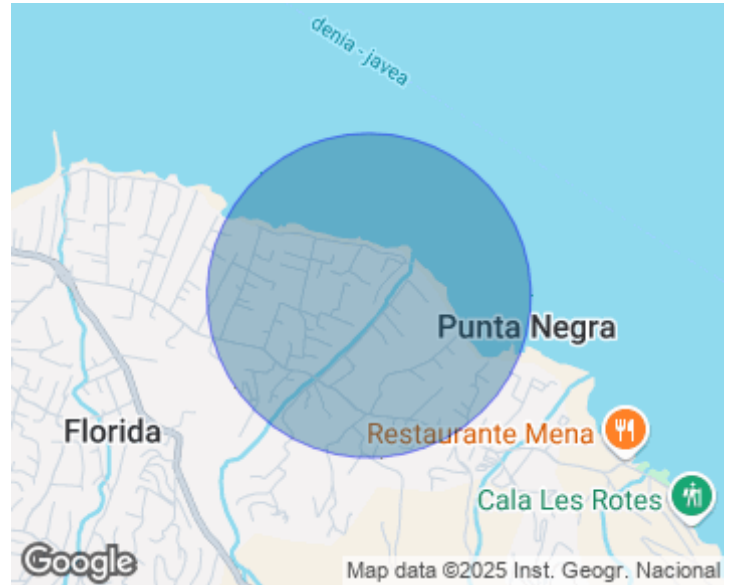 denia - javea
Punta Negra
Florida
Restaurante Mena
Cala Les Rotes
Google
Map data ©2025 Inst. Geogr. Nacional